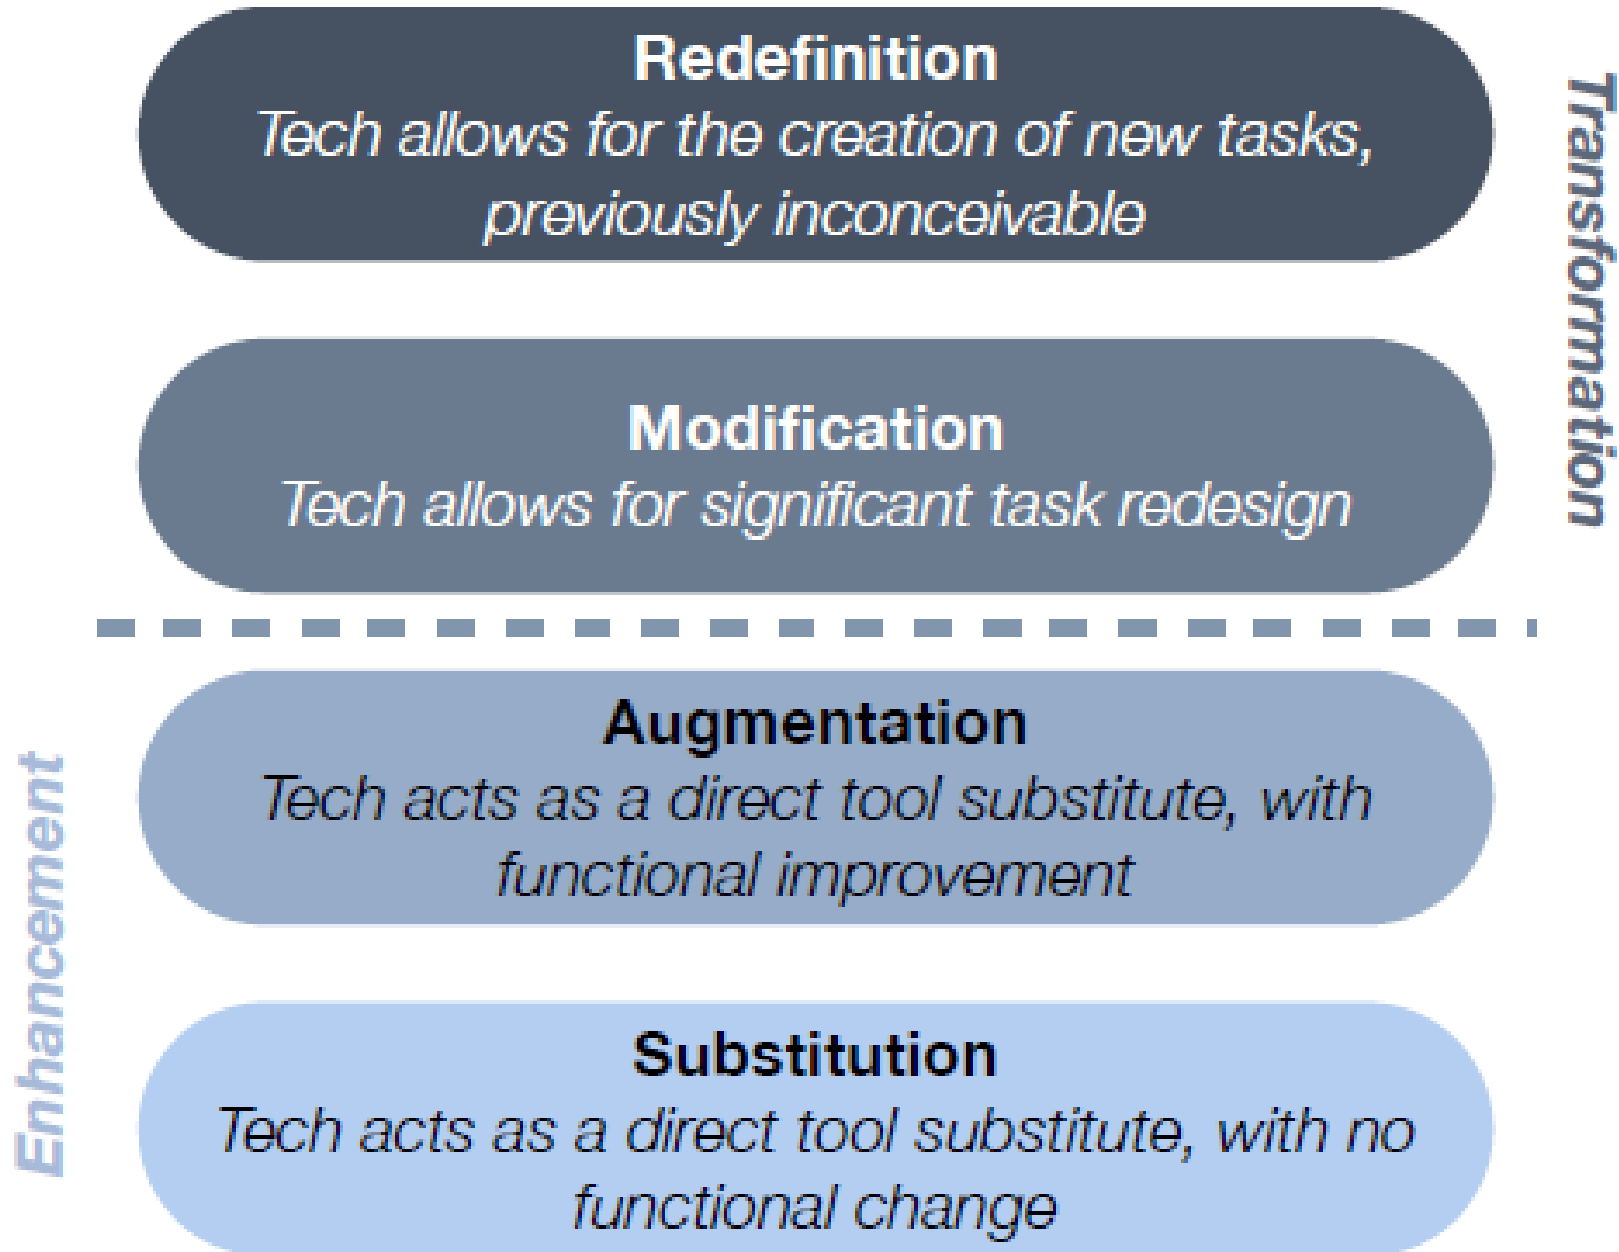 Redefinition
Tech allows for the creation of new tasks,
previously inconceivable
Transformation
Modification
Tech allows for significant task redesign
Augmentation
Tech acts as a direct tool substitute, with
functional improvement
Enhancement
Substitution
Tech acts as a direct tool substitute, with no
functional change